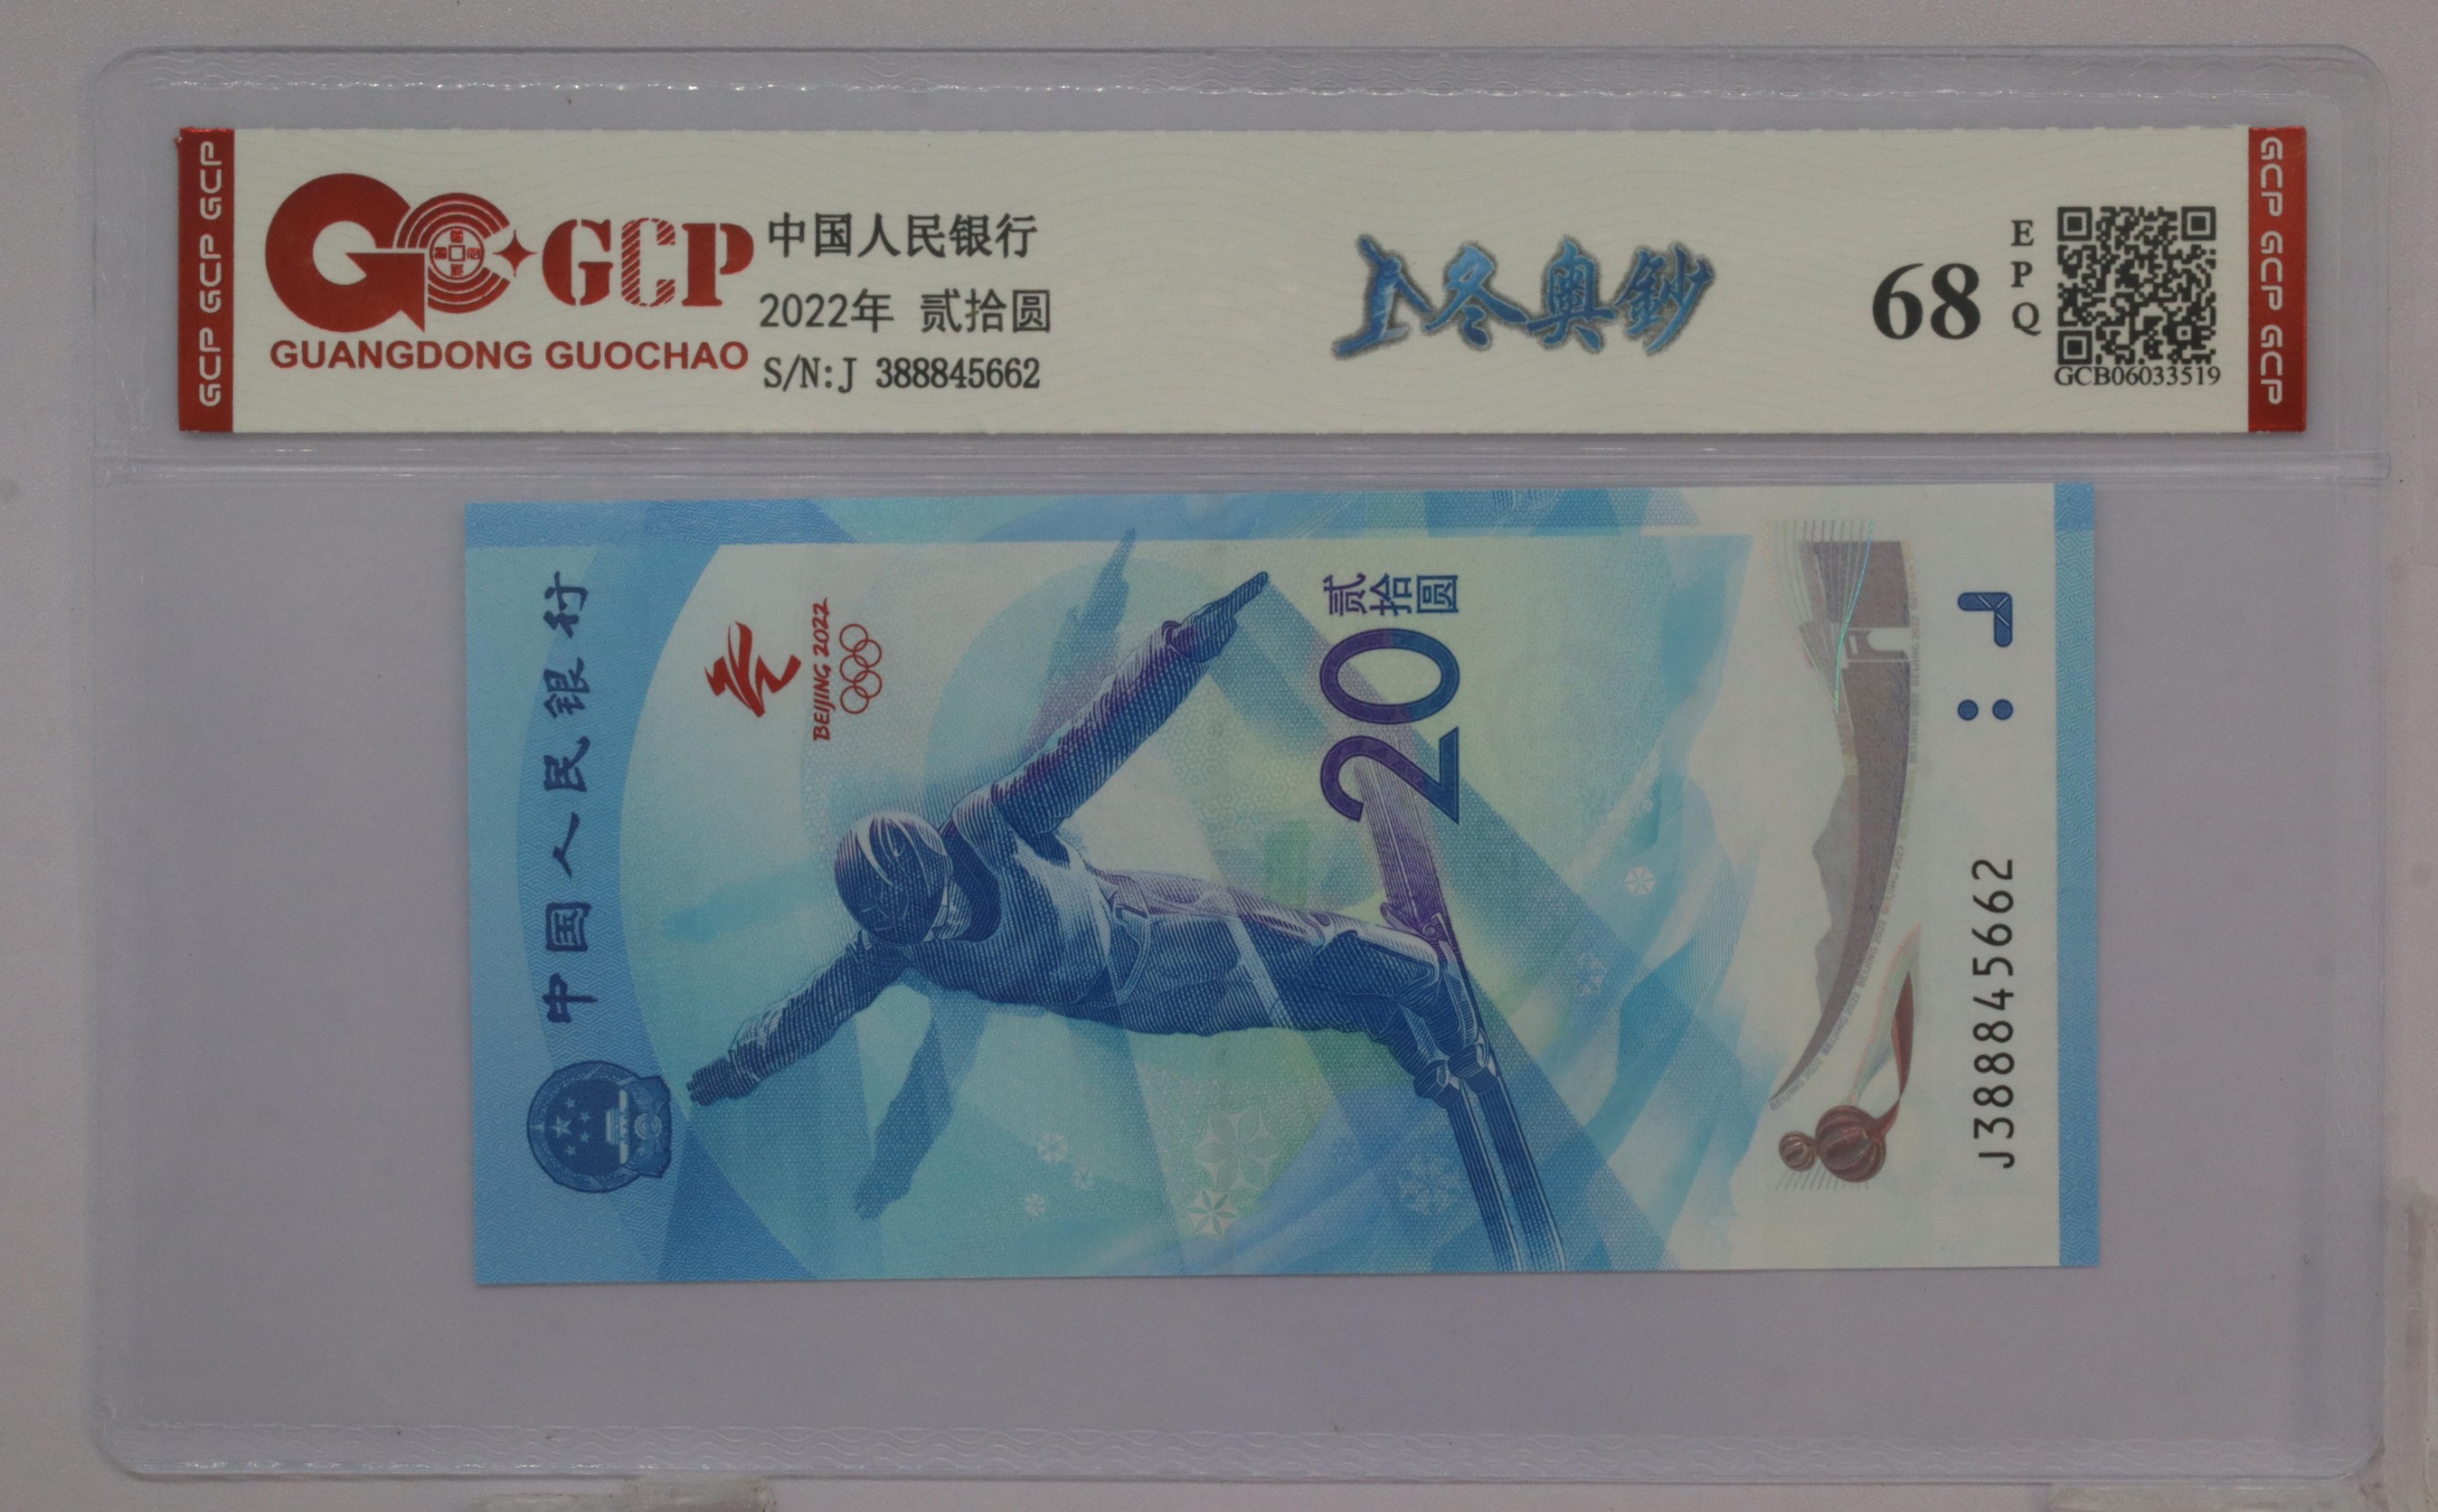 GCP GCP GCP
GCP
GUANGDONG GUOCHAO
中国人民银行
2022年 贰拾圆
S/N:J 388845662
冬奥鈔
68
EPQ
GCB06033519
GCP GCP GCP
中国人民银行
BEIJING 2022
贰拾圆
20
J388845662